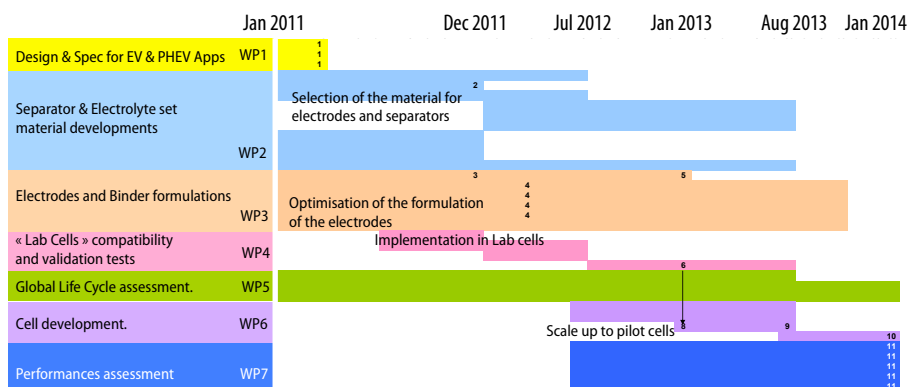 Jan 2011 Dec 2011 Jul 2012 Jan 2013 Aug 2013 Jan 2014
Design & Spec for EV & PHEV Apps WP1
1
1
1
Separator & Electrolyte set
material developments
WP2
2
Selection of the material for
electrodes and separators
Electrodes and Binder formulations
WP3
3
5
4
4
4
4
Optimisation of the formulation
of the electrodes
« Lab Cells » compatibility
and validation tests
WP4
Implementation in Lab cells
6
Global Life Cycle assessment. WP5
Cell development. WP6
Scale up to pilot cells
8
9
10
Performances assessment WP7
11
11
11
11
11